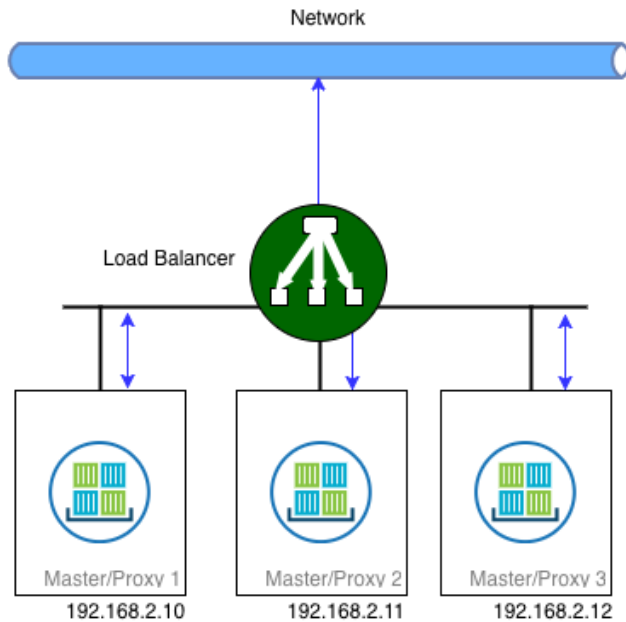 Network
Load Balancer
Master/Proxy 1
Master/Proxy 2
Master/Proxy 3
192.168.2.10
192.168.2.11
192.168.2.12